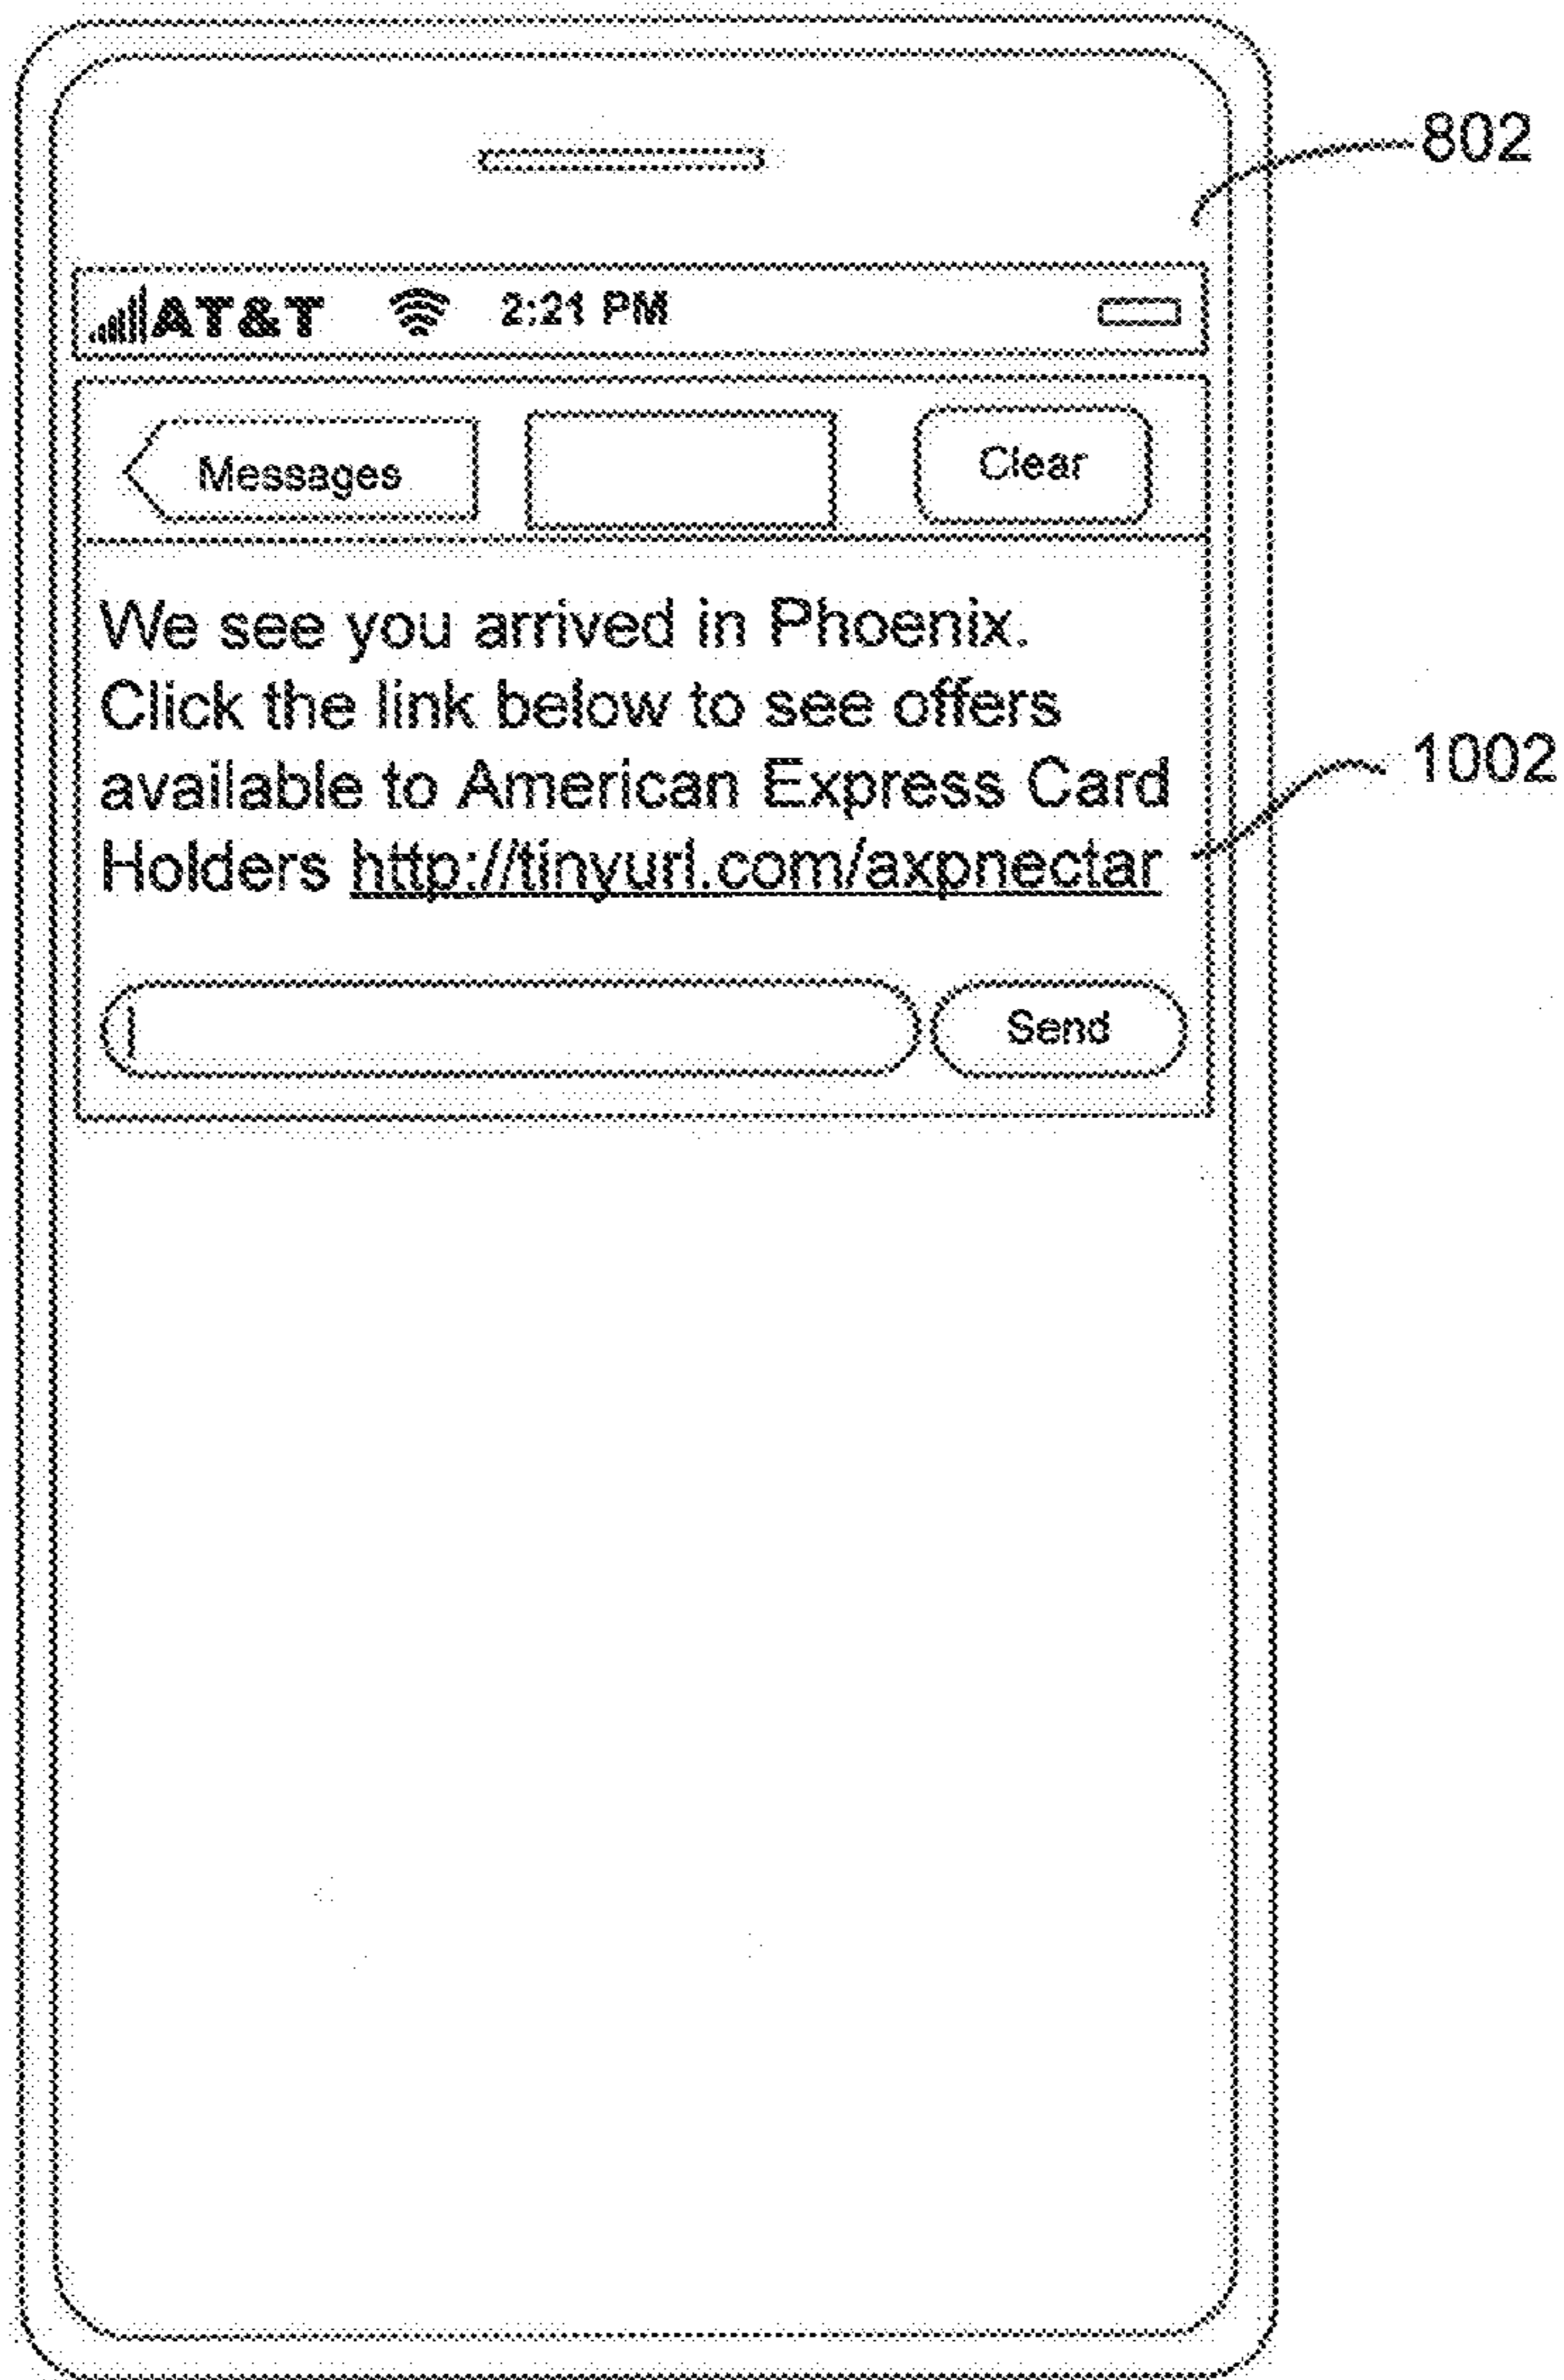 802
AT&T 2:21 PM
Messages Clear
We see you arrived in Phoenix.
Click the link below to see offers
available to American Express Card
Holders http://tinyurl.com/axpnectar
1002
Send